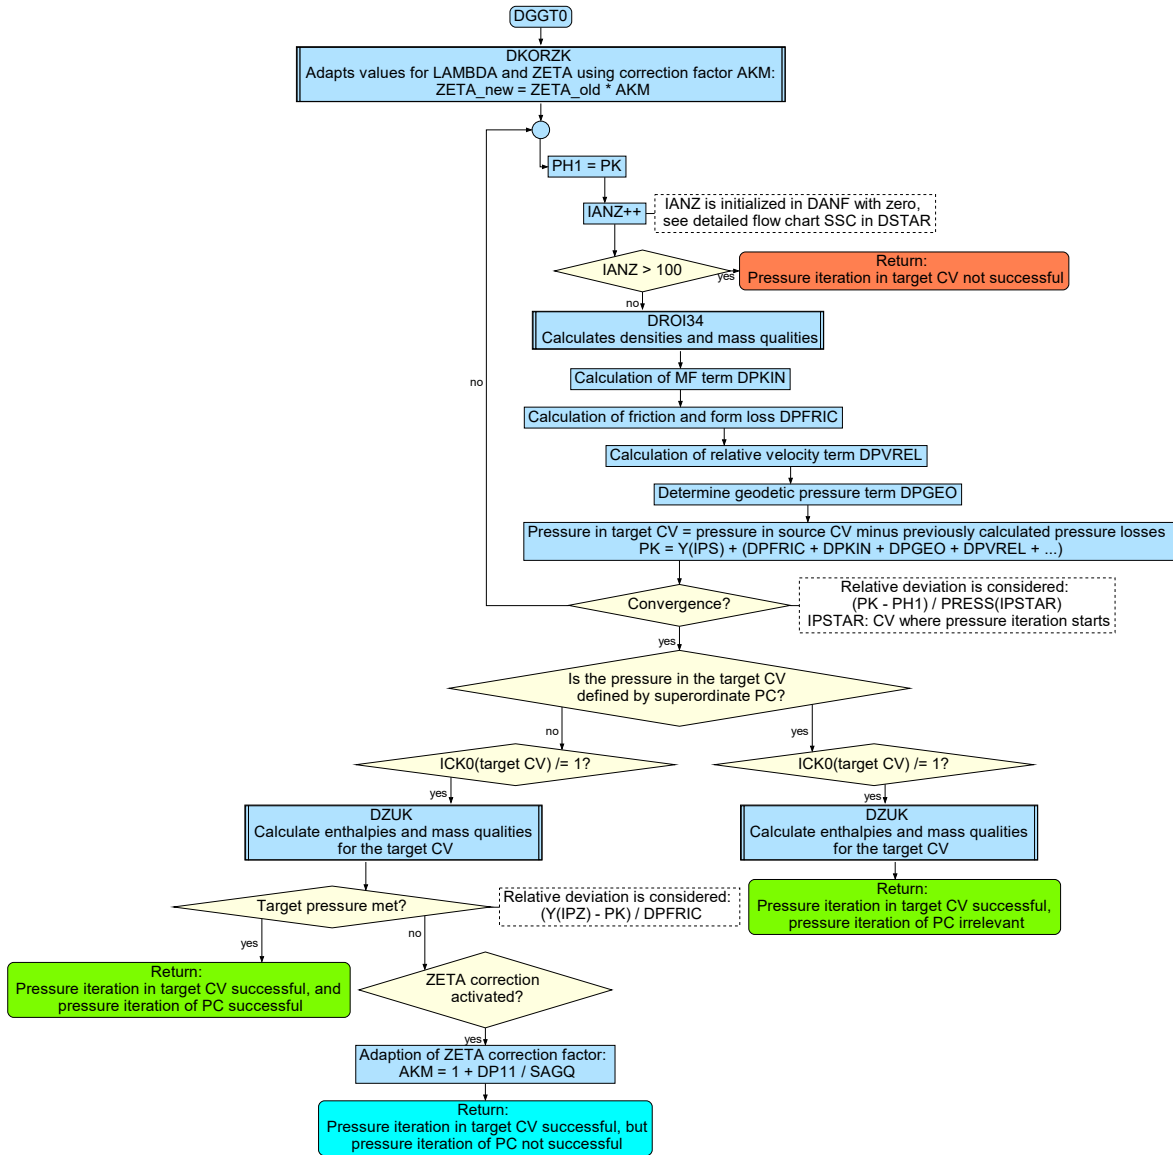 DGGT0
DKORZK
Adapts values for LAMBDA and ZETA using correction factor AKM:
ZETA_new = ZETA_old * AKM
PH1 = PK
IANZ++
IANZ is initialized in DANF with zero,
see detailed flow chart SSC in DSTAR
IANZ > 100
yes
Return:
Pressure iteration in target CV not successful
no
DROI34
Calculates densities and mass qualities
no
Calculation of MF term DPKIN
Calculation of friction and form loss DPFRIC
Calculation of relative velocity term DPVREL
Determine geodetic pressure term DPGEO
Pressure in target CV = pressure in source CV minus previously calculated pressure losses
PK = Y(IPS) + (DPFRIC + DPKIN + DPGEO + DPVREL + ...)
Convergence?
Relative deviation is considered:
(PK - PH1) / PRESS(IPSTAR)
IPSTAR: CV where pressure iteration starts
yes
Is the pressure in the target CV
defined by superordinate PC?
no
yes
ICK0(target CV) /= 1?
ICK0(target CV) /= 1?
yes
yes
DZUK
Calculate enthalpies and mass qualities
for the target CV
DZUK
Calculate enthalpies and mass qualities
for the target CV
Target pressure met?
Relative deviation is considered:
(Y(IPZ) - PK) / DPFRIC
Return:
Pressure iteration in target CV successful,
pressure iteration of PC irrelevant
yes
no
Return:
Pressure iteration in target CV successful, and
pressure iteration of PC successful
ZETA correction
activated?
yes
Adaption of ZETA correction factor:
AKM = 1 + DP11 / SAGQ
Return:
Pressure iteration in target CV successful, but
pressure iteration of PC not successful